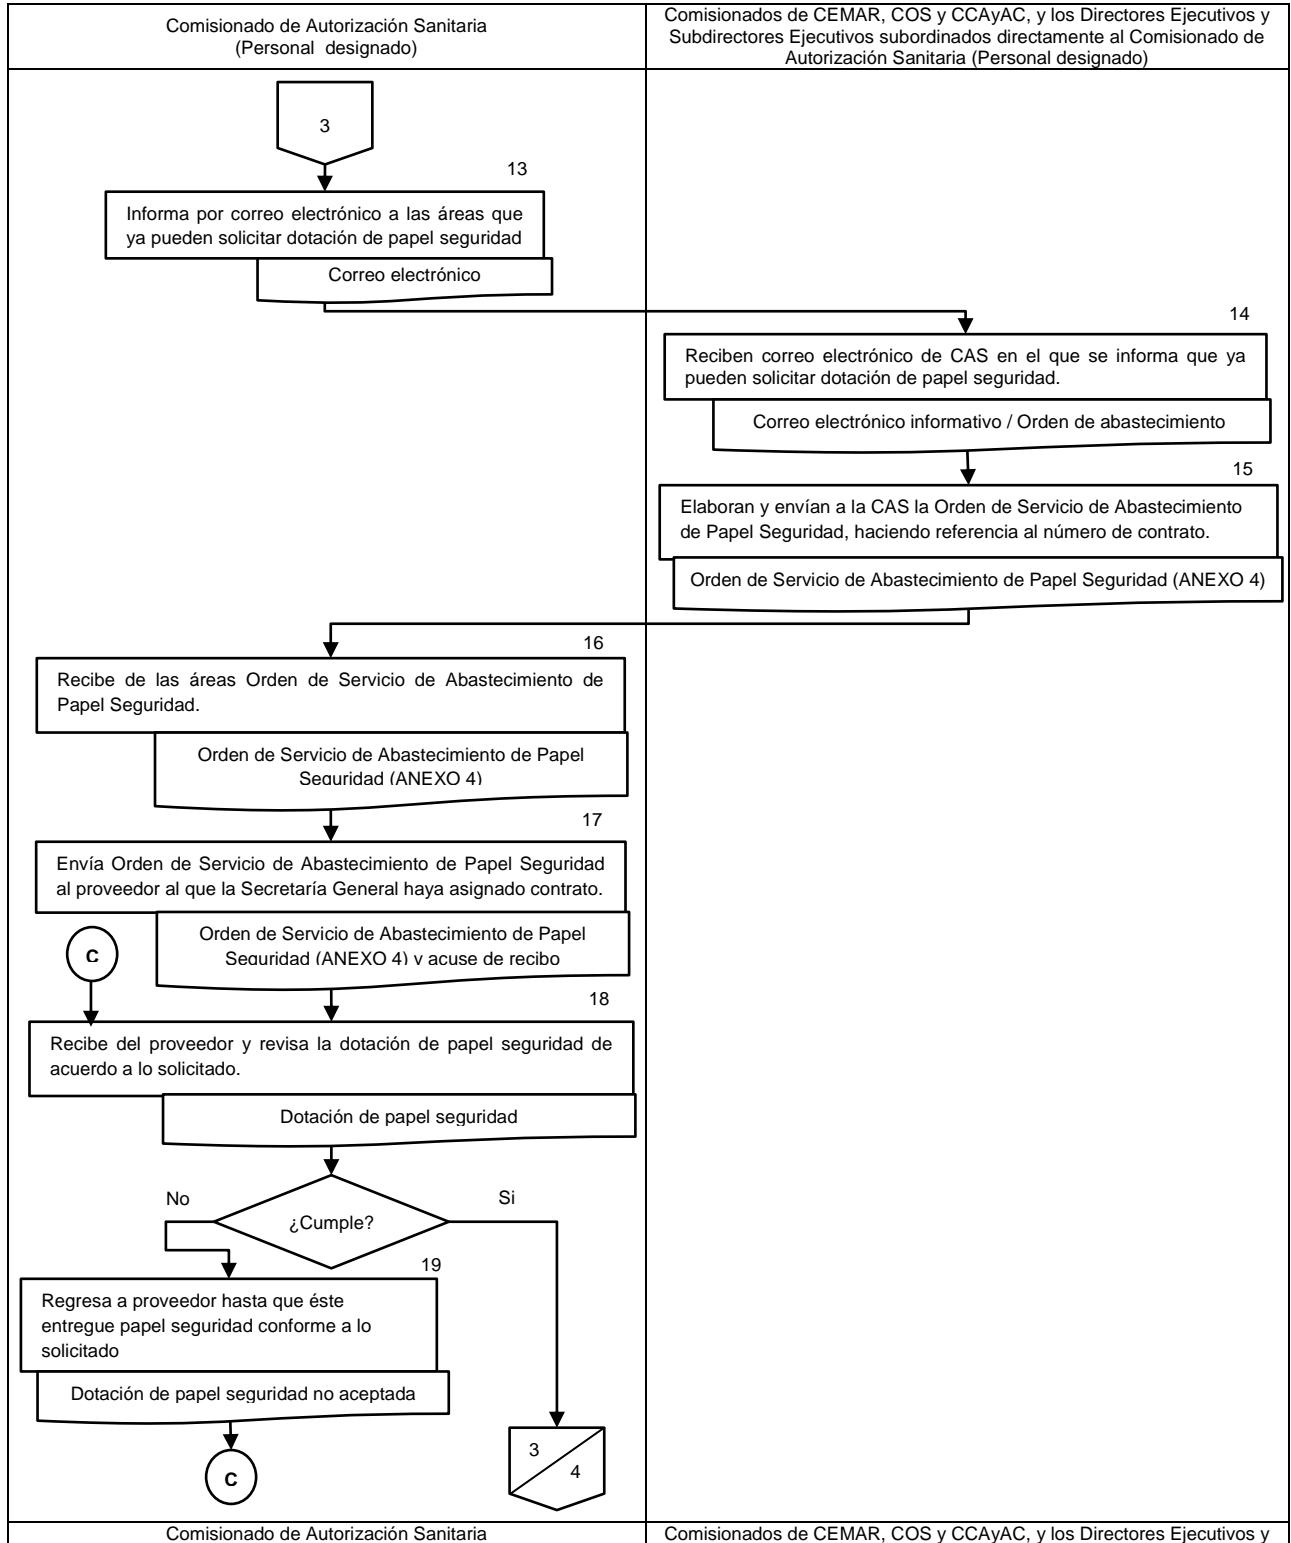 Comisionado de Autorización Sanitaria
(Personal designado)
Comisionados de CEMAR, COS y CCAyAC, y los Directores Ejecutivos y
Subdirectores Ejecutivos subordinados directamente al Comisionado de
Autorización Sanitaria (Personal designado)
3
13
Informa por correo electrónico a las áreas que
ya pueden solicitar dotación de papel seguridad
Correo electrónico
14
Reciben correo electrónico de CAS en el que se informa que ya
pueden solicitar dotación de papel seguridad.
Correo electrónico informativo / Orden de abastecimiento
15
Elaboran y envían a la CAS la Orden de Servicio de Abastecimiento
de Papel Seguridad, haciendo referencia al número de contrato.
Orden de Servicio de Abastecimiento de Papel Seguridad (ANEXO 4)
16
Recibe de las áreas Orden de Servicio de Abastecimiento de
Papel Seguridad.
Orden de Servicio de Abastecimiento de Papel
Seguridad (ANEXO 4)
17
Envía Orden de Servicio de Abastecimiento de Papel Seguridad
al proveedor al que la Secretaría General haya asignado contrato.
Orden de Servicio de Abastecimiento de Papel
Seguridad (ANEXO 4) y acuse de recibo
C
18
Recibe del proveedor y revisa la dotación de papel seguridad de
acuerdo a lo solicitado.
Dotación de papel seguridad
No
Si
¿Cumple?
19
Regresa a proveedor hasta que éste
entregue papel seguridad conforme a lo
solicitado
Dotación de papel seguridad no aceptada
C
3
4
Comisionado de Autorización Sanitaria
Comisionados de CEMAR, COS y CCAyAC, y los Directores Ejecutivos y